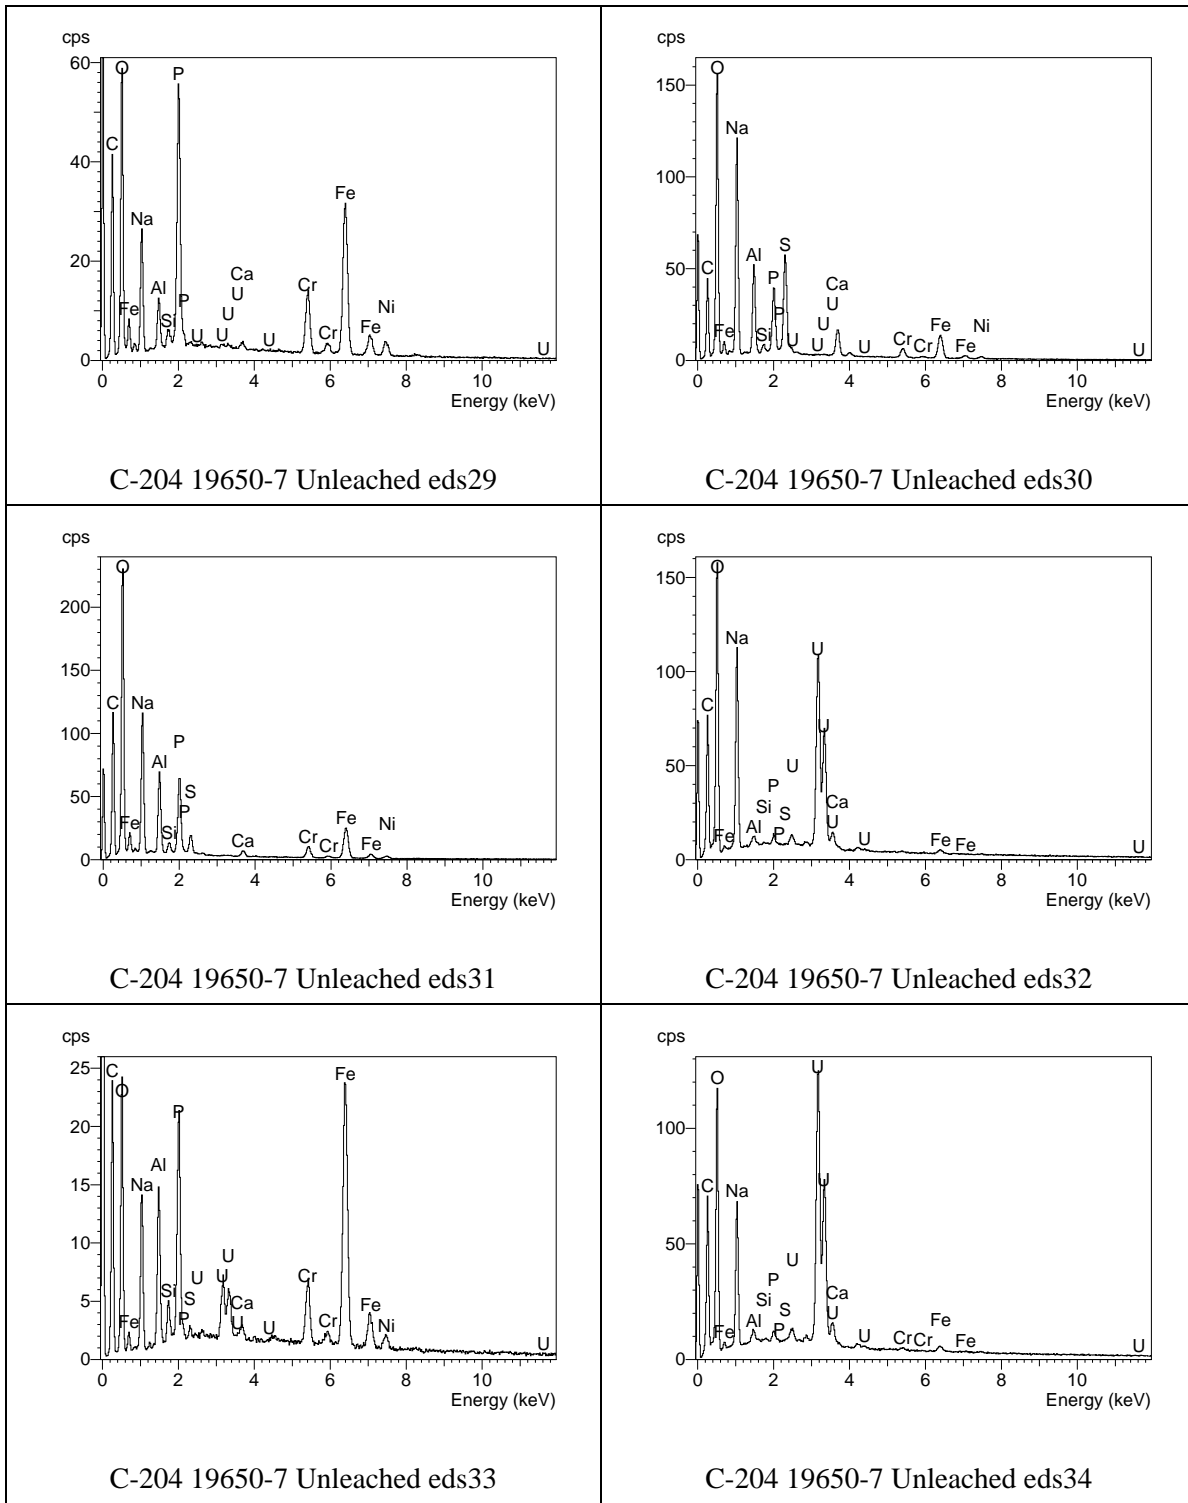 cps
60
40
20
0
C
O
Fe
Na
Al
Si
P
P
U
U
U
Ca
U
U
Cr
Cr
Fe
Fe
Ni
U
0 2 4 6 8 10
Energy (keV)
C-204 19650-7 Unleached eds29
cps
150
100
50
0
C
O
Fe
Na
Al
Si
P
P
S
U
U
U
Ca
U
U
Cr
Cr
Fe
Fe
Ni
U
0 2 4 6 8 10
Energy (keV)
C-204 19650-7 Unleached eds30
cps
200
150
100
50
0
C
O
Fe
Na
Al
Si
P
P
S
Ca
Cr
Cr
Fe
Fe
Ni
0 2 4 6 8 10
Energy (keV)
C-204 19650-7 Unleached eds31
cps
150
100
50
0
C
O
Fe
Na
Al
Si
P
P
S
U
U
U
Ca
U
U
Fe
Fe
U
0 2 4 6 8 10
Energy (keV)
C-204 19650-7 Unleached eds32
cps
25
20
15
10
5
0
C
O
Fe
Na
Al
Si
P
P
S
U
U
U
Ca
U
U
Cr
Cr
Fe
Fe
Ni
U
0 2 4 6 8 10
Energy (keV)
C-204 19650-7 Unleached eds33
cps
100
50
0
C
O
Fe
Na
Al
Si
P
P
S
U
U
U
Ca
U
U
Cr
Cr
Fe
Fe
U
0 2 4 6 8 10
Energy (keV)
C-204 19650-7 Unleached eds34